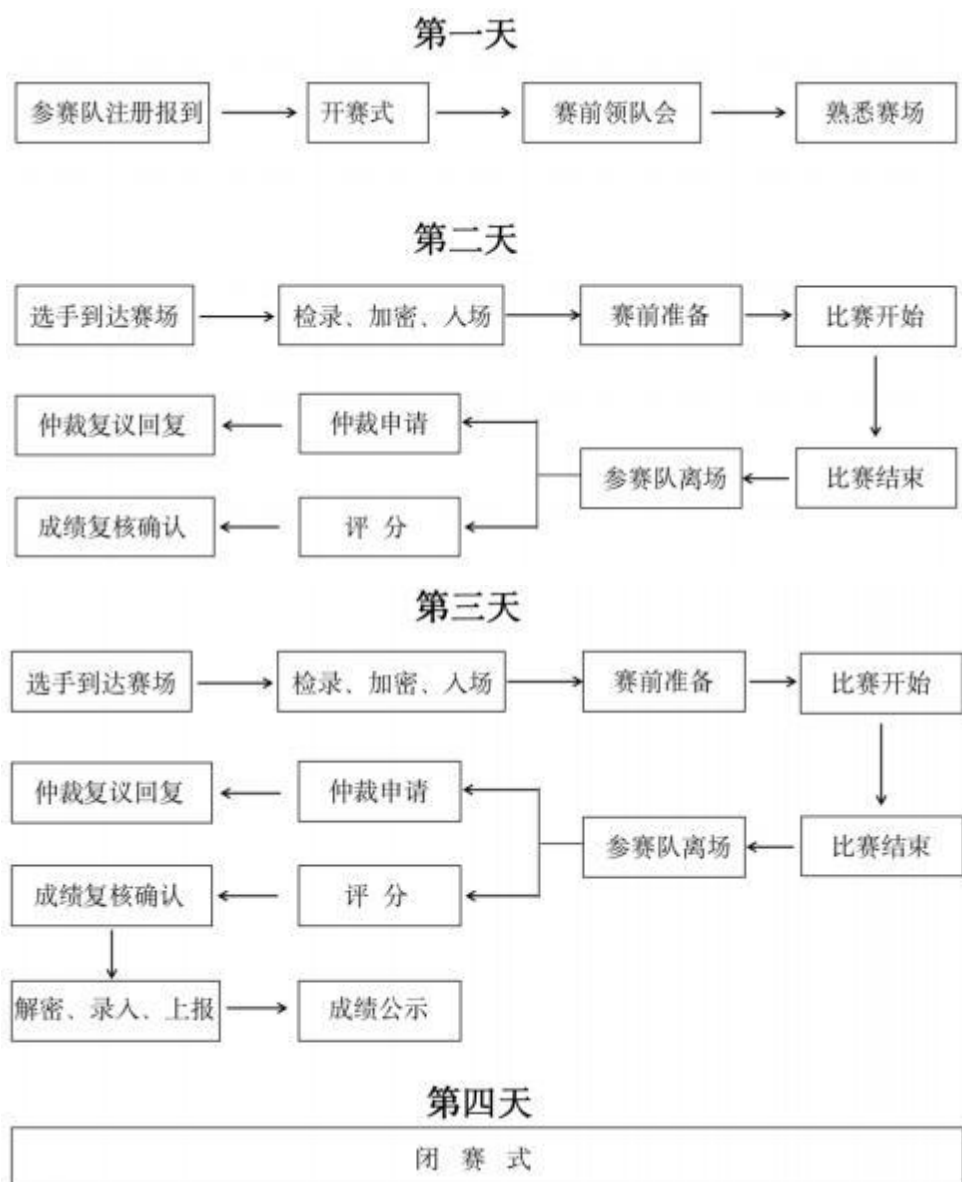 第一天
参赛队注册报到 开赛式 赛前领队会 熟悉赛场
第二天
选手到达赛场 检录、加密、入场 赛前准备 比赛开始
仲裁复议回复 仲裁申请
参赛队离场 比赛结束
成绩复核确认 评 分
第三天
选手到达赛场 检录、加密、入场 赛前准备 比赛开始
仲裁复议回复 仲裁申请
参赛队离场 比赛结束
成绩复核确认 评 分
解密、录入、上报 成绩公示
第四天
闭 赛 式